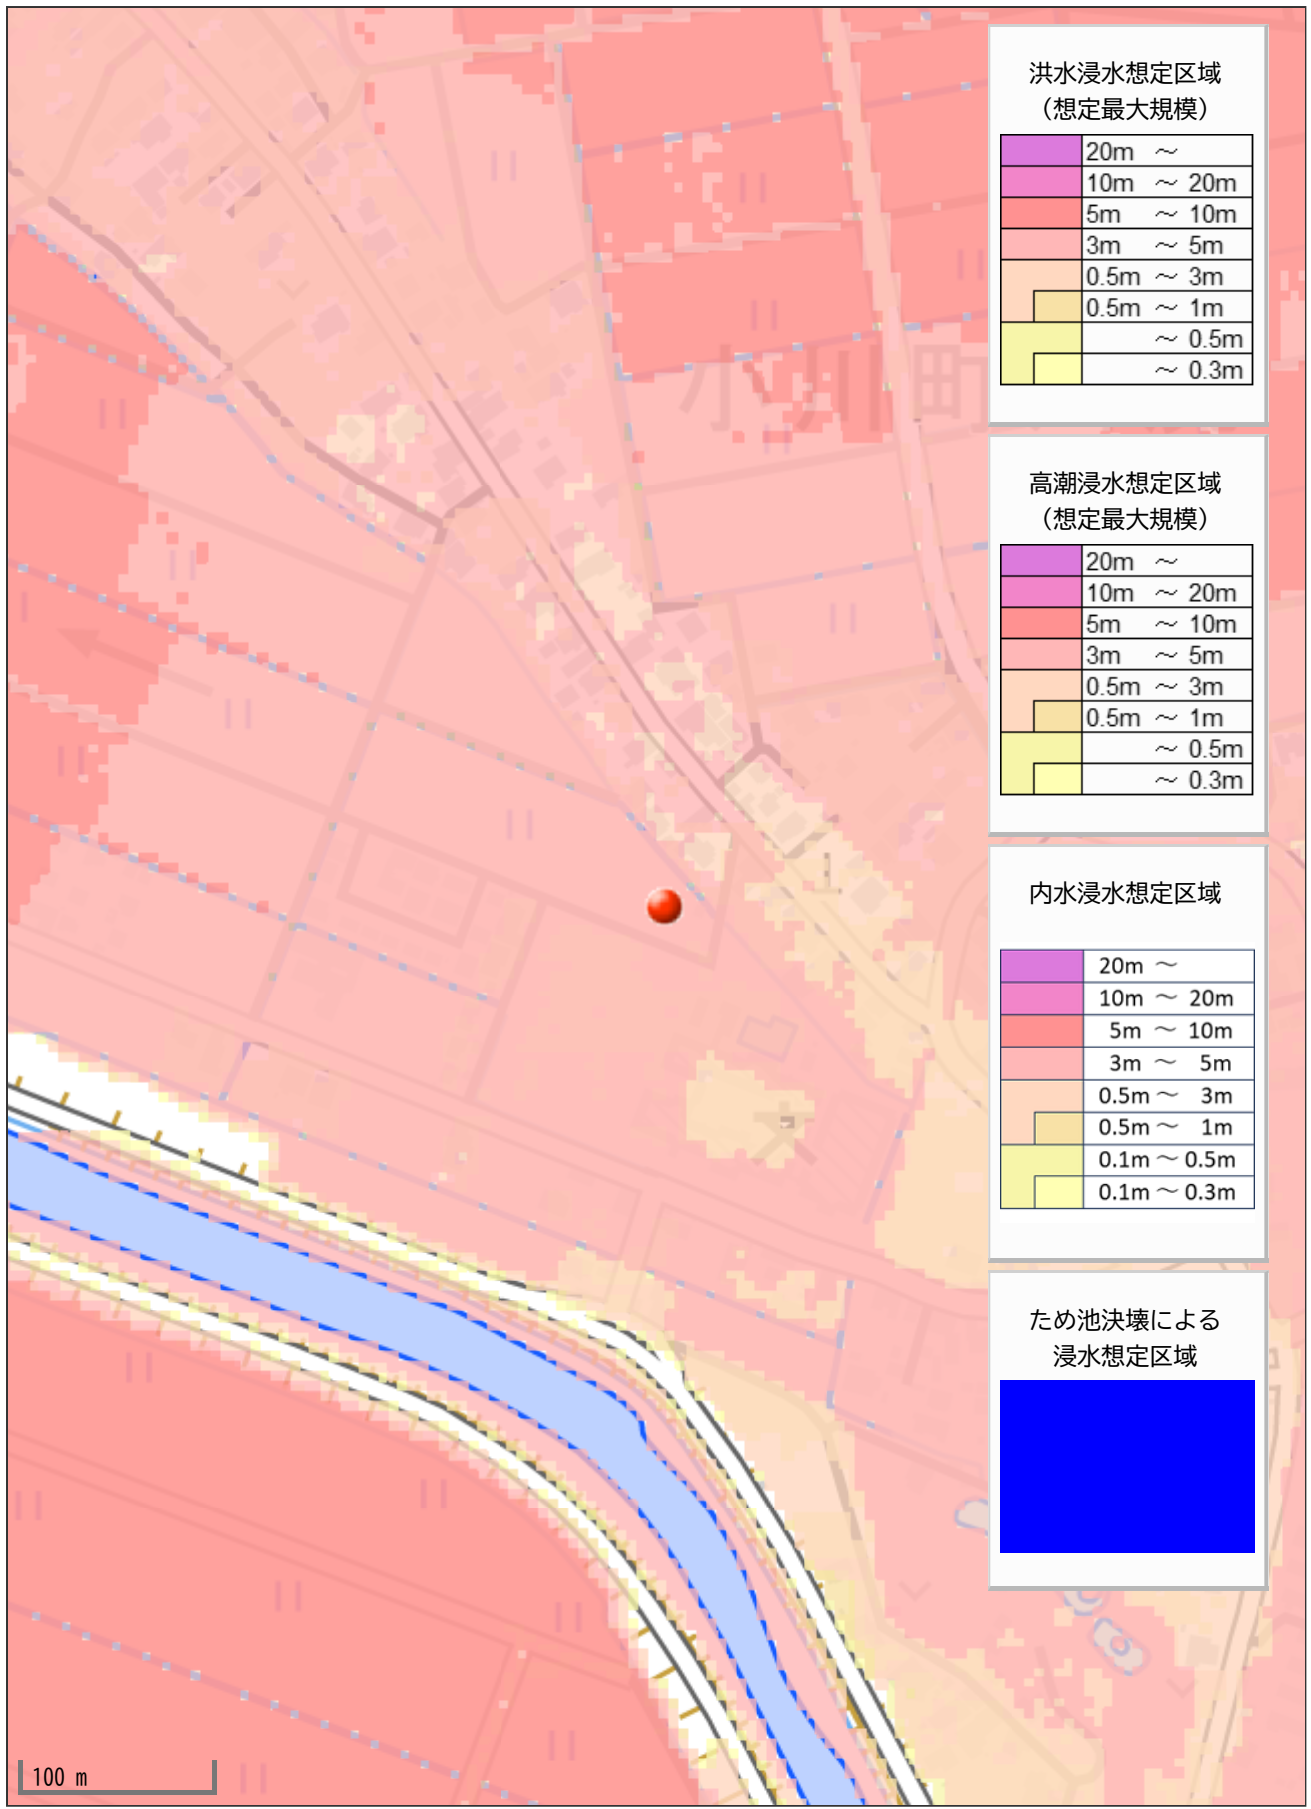 洪水浸水想定区域
（想定最大規模）
20m ～
10m ～ 20m
5m ～ 10m
3m ～ 5m
0.5m ～ 3m
0.5m ～ 1m
～ 0.5m
～ 0.3m
小川町
高潮浸水想定区域
（想定最大規模）
20m ～
10m ～ 20m
5m ～ 10m
3m ～ 5m
0.5m ～ 3m
0.5m ～ 1m
～ 0.5m
～ 0.3m
内水浸水想定区域
20m ～
10m ～ 20m
5m ～ 10m
3m ～ 5m
0.5m ～ 3m
0.5m ～ 1m
0.1m ～ 0.5m
0.1m ～ 0.3m
ため池決壊による
浸水想定区域
100 m